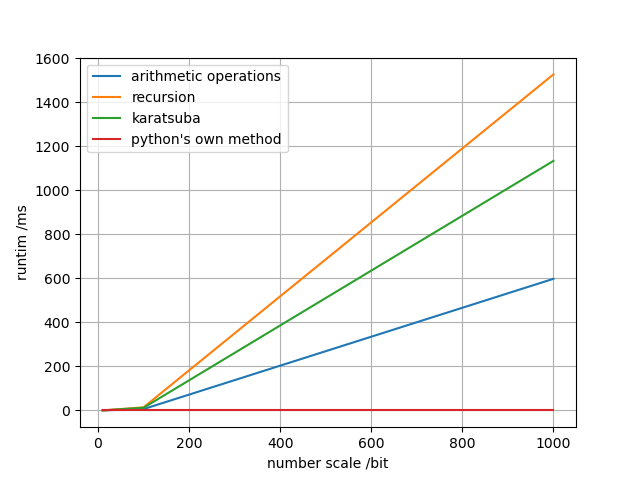 1600
1400
1200
1000
800
600
400
200
0
0 200 400 600 800 1000
arithmetic operations
recursion
karatsuba
python's own method
runtim /ms
number scale /bit